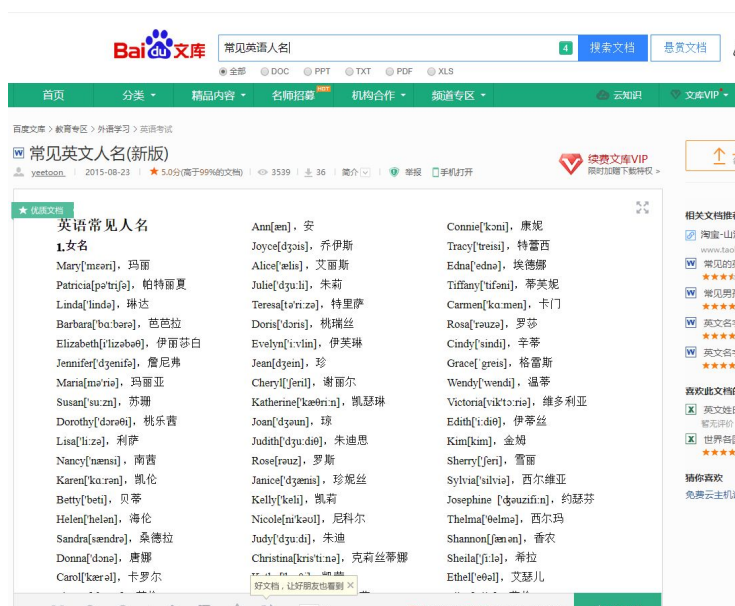 Bai du 文库
常见英语人名
4
搜索文档
悬赏文档
全部 DOC PPT TXT PDF XLS
首页 分类 精品内容 名师招募 HOT 机构合作 频道专区 云知识 文库VIP
百度文库 > 教育专区 > 外语学习 > 英语考试
常见英文人名(新版)
yeetoon 2015-08-23 5.0分(高于99%的文档) 3539 36 简介 举报 手机打开
续费文库VIP
限时加赠下载特权 >
优质文档
英语常见人名
1.女名
Mary['mɛəri]，玛丽
Patricia[pə'triʃə]，帕特丽夏
Linda['lində]，琳达
Barbara['bɑ:bərə]，芭芭拉
Elizabeth[i'lizəbəθ]，伊丽莎白
Jennifer['dʒenifə]，詹尼弗
Maria[mə'riə]，玛丽亚
Susan['su:zn]，苏珊
Dorothy['dɔrəθi]，桃乐茜
Lisa['li:zə]，利萨
Nancy['nænsi]，南茜
Karen['kɑ:rən]，凯伦
Betty['beti]，贝蒂
Helen['helən]，海伦
Sandra[sændrə]，桑德拉
Donna['dɔnə]，唐娜
Carol['kærəl]，卡罗尔
Ann[æn]，安
Joyce[dʒɔis]，乔伊斯
Alice['ælis]，艾丽斯
Julie['dʒu:li]，朱莉
Teresa[tə'ri:zə]，特里萨
Doris['dɔris]，桃瑞丝
Evelyn['i:vlin]，伊芙琳
Jean[dʒein]，珍
Cheryl['ʃeril]，谢丽尔
Katherine['kæθri:n]，凯瑟琳
Joan['dʒəun]，琼
Judith['dʒu:diθ]，朱迪思
Rose[rəuz]，罗斯
Janice['dʒænis]，珍妮丝
Kelly['keli]，凯莉
Nicole[ni'kəʊl]，尼科尔
Judy['dʒu:di]，朱迪
Christina[kris'ti:nə]，克莉丝蒂娜
好文档，让好朋友也看到
Connie['kɔni]，康妮
Tracy['treisi]，特蕾西
Edna['ednə]，埃德娜
Tiffany['tifəni]，蒂芙妮
Carmen['kɑ:men]，卡门
Rosa['rəuzə]，罗莎
Cindy['sindi]，辛蒂
Grace[ˈgreis]，格雷斯
Wendy['wendi]，温蒂
Victoria[vik'tɔ:riə]，维多利亚
Edith['i:diθ]，伊蒂丝
Kim[kim]，金姆
Sherry['ʃeri]，雪丽
Sylvia['silviə]，西尔维亚
Josephine ['ʤəuzifi:n]，约瑟芬
Thelma['θelmə]，西尔玛
Shannon[ʃænən]，香农
Sheila['ʃi:lə]，希拉
Ethel['eθəl]，艾瑟儿
相关文档推荐
淘宝-山
www.tao
常见的
常见男
英文名
英文名
喜欢此文档的
英文姓
暂无评价
世界各
猜你喜欢
免费云主机